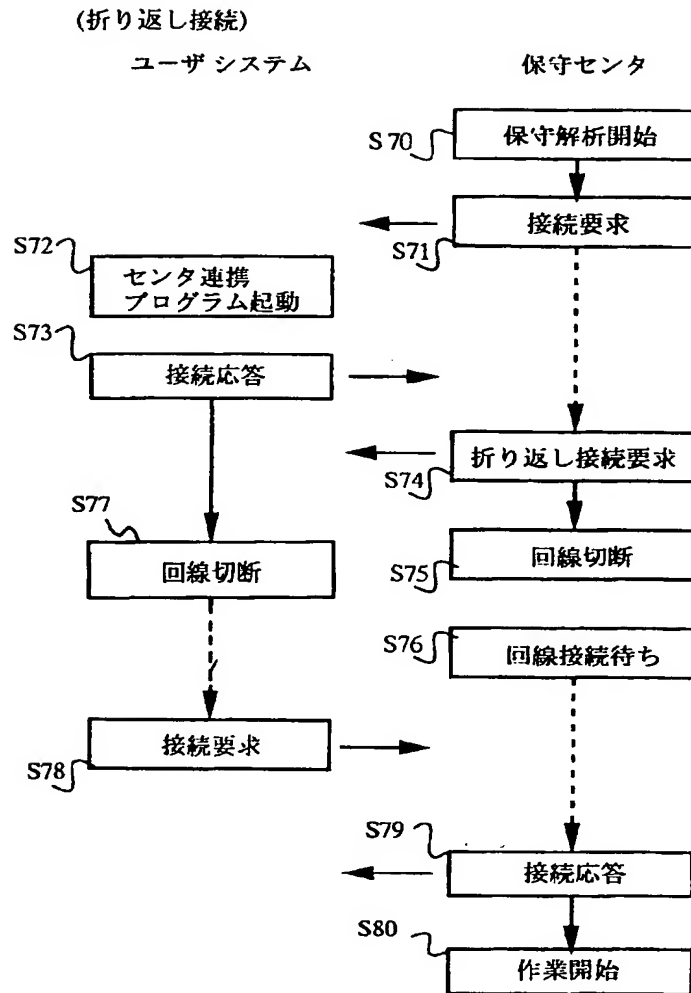 (折り返し接続)
ユーザ システム
保守センタ
S70
保守解析開始
接続要求
S71
S72
センタ連携
プログラム起動
S73
接続応答
折り返し接続要求
S74
S77
回線切断
回線切断
S75
S76
回線接続待ち
接続要求
S78
S79
接続応答
S80
作業開始